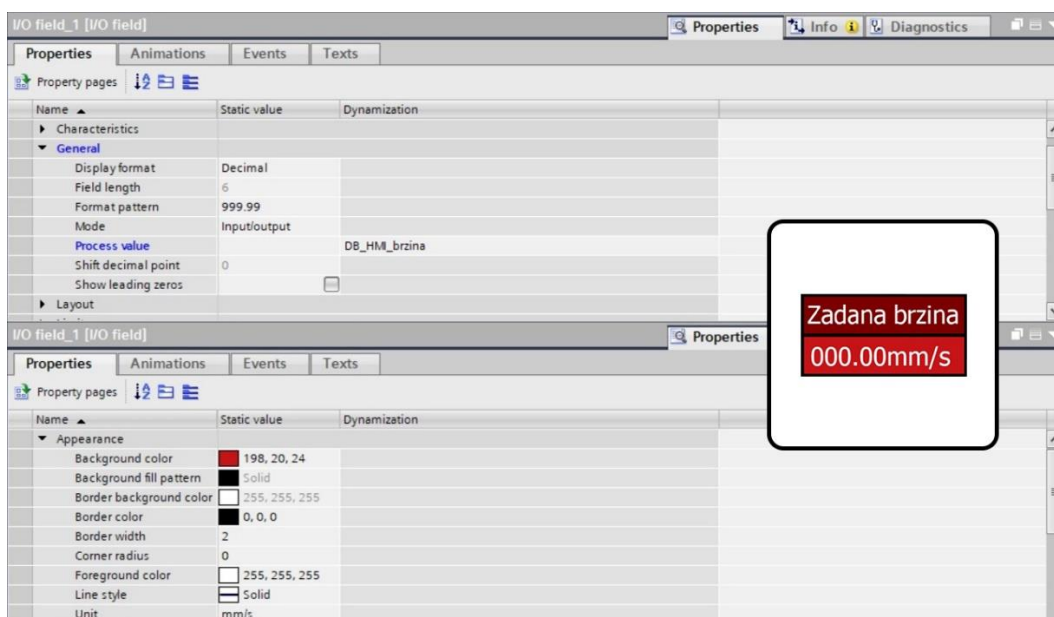 I/O field_1 [I/O field] Properties Info Diagnostics
Properties Animations Events Texts
Property pages
Name Static value Dynamization
Characteristics
General
Display format Decimal
Field length 6
Format pattern 999.99
Mode Input/output
Process value DB_HMI_brzina
Shift decimal point 0
Show leading zeros
Layout
Zadana brzina
000.00mm/s
I/O field_1 [I/O field] Properties
Properties Animations Events Texts
Property pages
Name Static value Dynamization
Appearance
Background color 198, 20, 24
Background fill pattern Solid
Border background color 255, 255, 255
Border color 0, 0, 0
Border width 2
Corner radius 0
Foreground color 255, 255, 255
Line style Solid
Unit mm/s